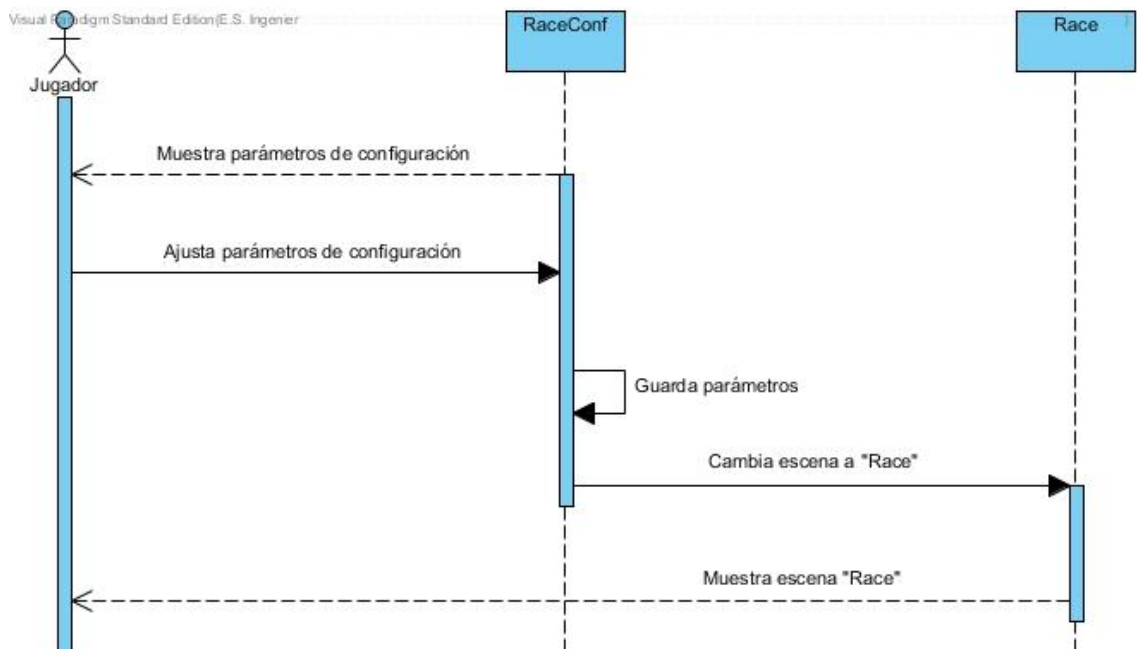 Visual Paradigm Standard Edition(E.S. Ingenier
RaceConf
Race
Jugador
Muestra parámetros de configuración
Ajusta parámetros de configuración
Guarda parámetros
Cambia escena a "Race"
Muestra escena "Race"